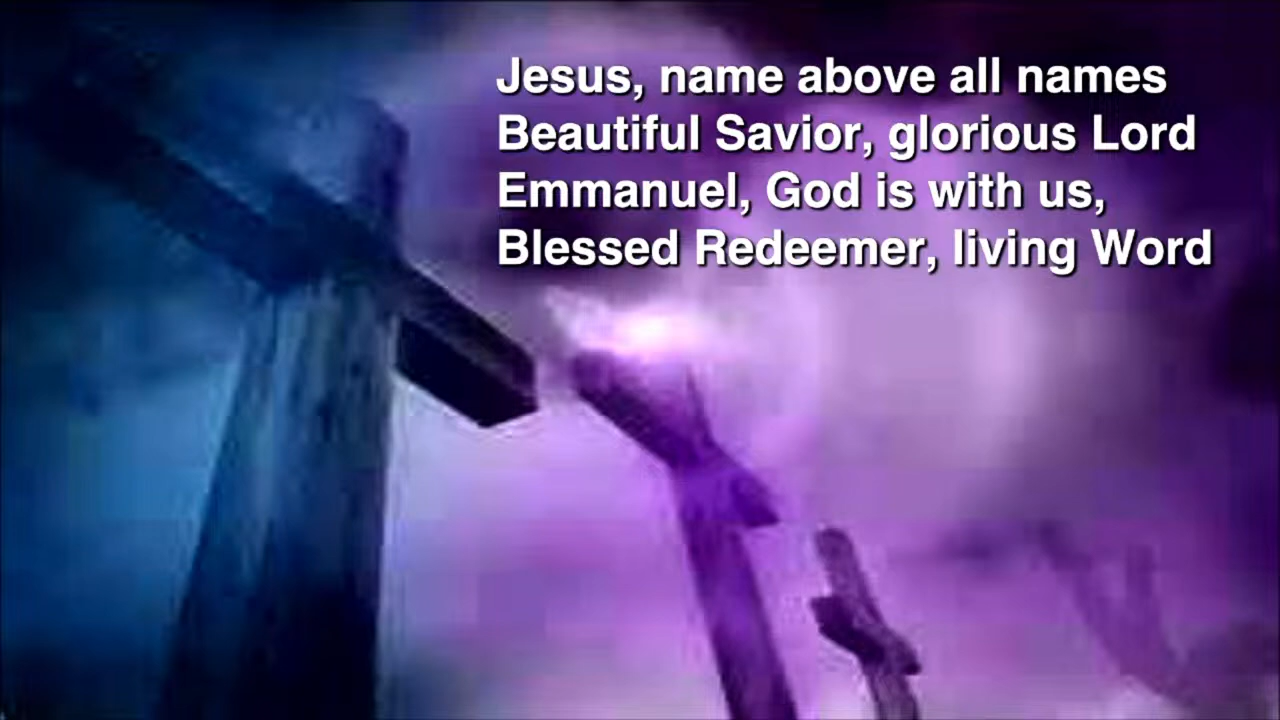 Jesus, name above all names
Beautiful Savior, glorious Lord
Emmanuel, God is with us,
Blessed Redeemer, living Word